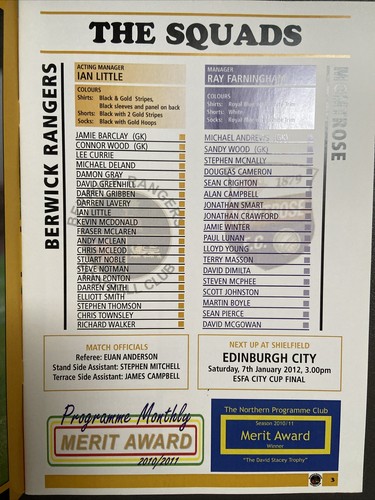 THE SQUADS
BERWICK RANGERS
ACTING MANAGER
IAN LITTLE
COLOURS
Shirts: Black & Gold Stripes,
Black sleeves and panel on back
Shorts: Black with 2 Gold Stripes
Socks: Black with Gold Hoops
JAMIE BARCLAY (GK)
CONNOR WOOD (GK)
LEE CURRIE
MICHAEL DELAND
DAMON GRAY
DAVID GREENHILL
DARREN GRIBBEN
DARREN LAVERY
IAN LITTLE
KEVIN MCDONALD
FRASER MCLAREN
ANDY MCLEAN
CHRIS MCLEOD
STUART NOBLE
STEVE NOTMAN
ARRAN PONTON
DARREN SMITH
ELLIOTT SMITH
STEPHEN THOMSON
CHRIS TOWNSLEY
RICHARD WALKER
MONTROSE
MANAGER
RAY FARNINGHAM
COLOURS
Shirts: Royal Blue
Shorts: White
Socks: Royal Blue
MICHAEL ANDREWS (GK)
SANDY WOOD (GK)
STEPHEN MCNALLY
DOUGLAS CAMERON
SEAN CRIGHTON
ALAN CAMPBELL
JONATHAN SMART
JONATHAN CRAWFORD
JAMIE WINTER
PAUL LUNAN
LLOYD YOUNG
TERRY MASSON
DAVID DIMILTA
STEVEN MCPHEE
SCOTT JOHNSTON
MARTIN BOYLE
SEAN PIERCE
DAVID MCGOWAN
MATCH OFFICIALS
Referee: EUAN ANDERSON
Stand Side Assistant: STEPHEN MITCHELL
Terrace Side Assistant: JAMES CAMPBELL
NEXT UP AT SHIELFIELD
EDINBURGH CITY
Saturday, 7th January 2012, 3.00pm
ESFA CITY CUP FINAL
Programme Monthly
MERIT AWARD
2010/2011
The Northern Programme Club
Season 2010/11
Merit Award
Winner
"The David Stacey Trophy"
3